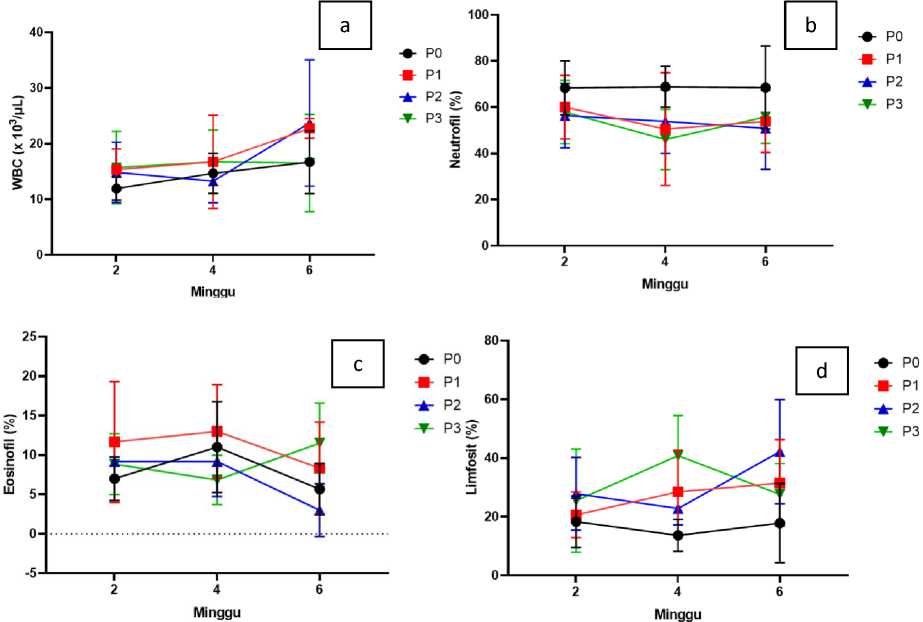 a
40
30
20
10
0
WBC (x 10³/µL)
2 4 6
Minggu
P0
P1
P2
P3
b
100
80
60
40
20
0
Neutrofil (%)
2 4 6
Minggu
P0
P1
P2
P3
c
25
20
15
10
5
0
-5
Eosinofil (%)
2 4 6
Minggu
P0
P1
P2
P3
d
80
60
40
20
0
Limfosit (%)
2 4 6
Minggu
P0
P1
P2
P3